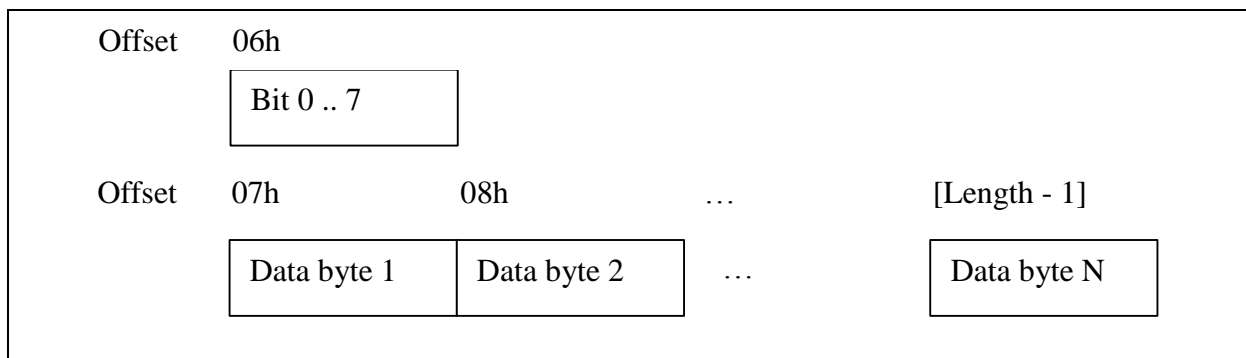 Offset 06h
Bit 0 .. 7
Offset 07h 08h … [Length - 1]
Data byte 1 Data byte 2 … Data byte N